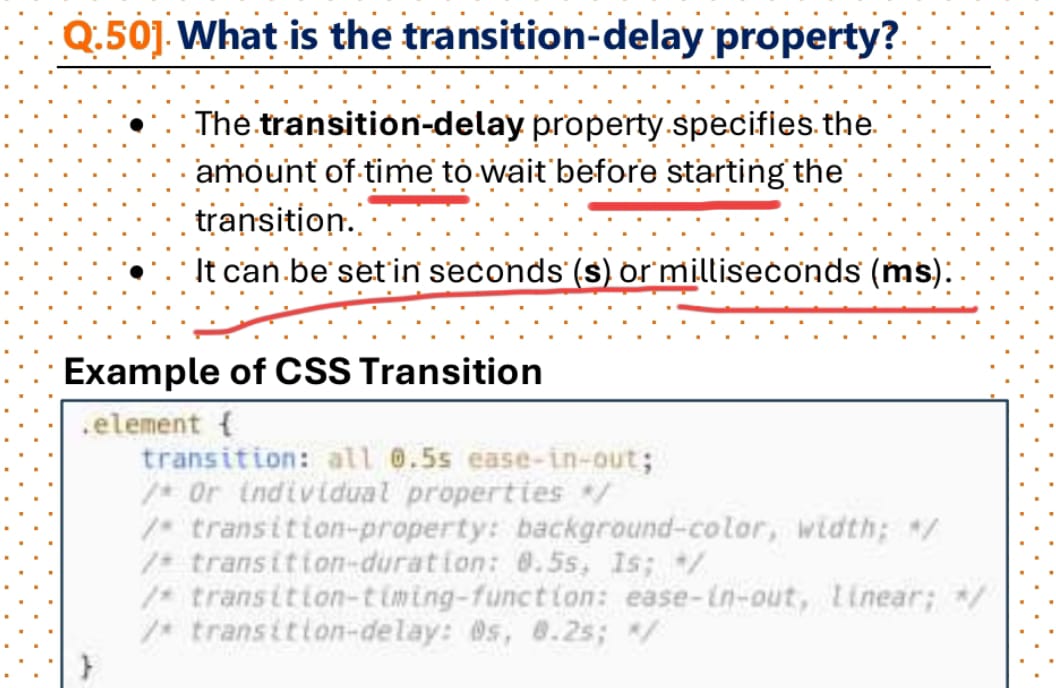 Q.50] What is the transition-delay property?
• The transition-delay property specifies the
amount of time to wait before starting the
transition.
• It can be set in seconds (s) or milliseconds (ms).
Example of CSS Transition
.element {
transition: all 0.5s ease-in-out;
/* Or individual properties */
/* transition-property: background-color, width; */
/* transition-duration: 0.5s, 1s; */
/* transition-timing-function: ease-in-out, linear; */
/* transition-delay: 0s, 0.2s; */
}